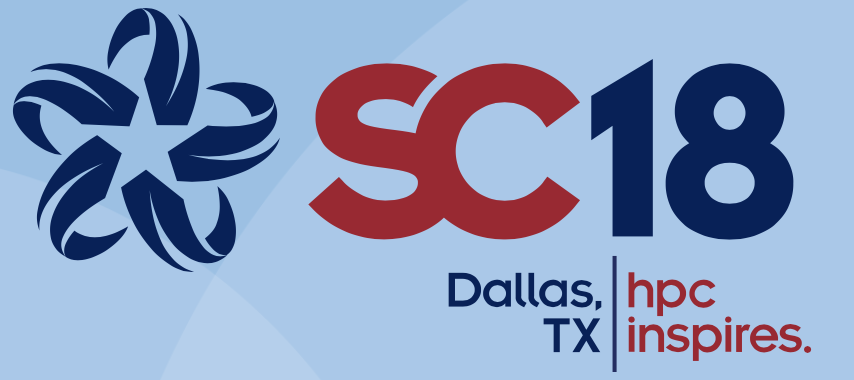 SC18
Dallas,
TX
hpc
inspires.